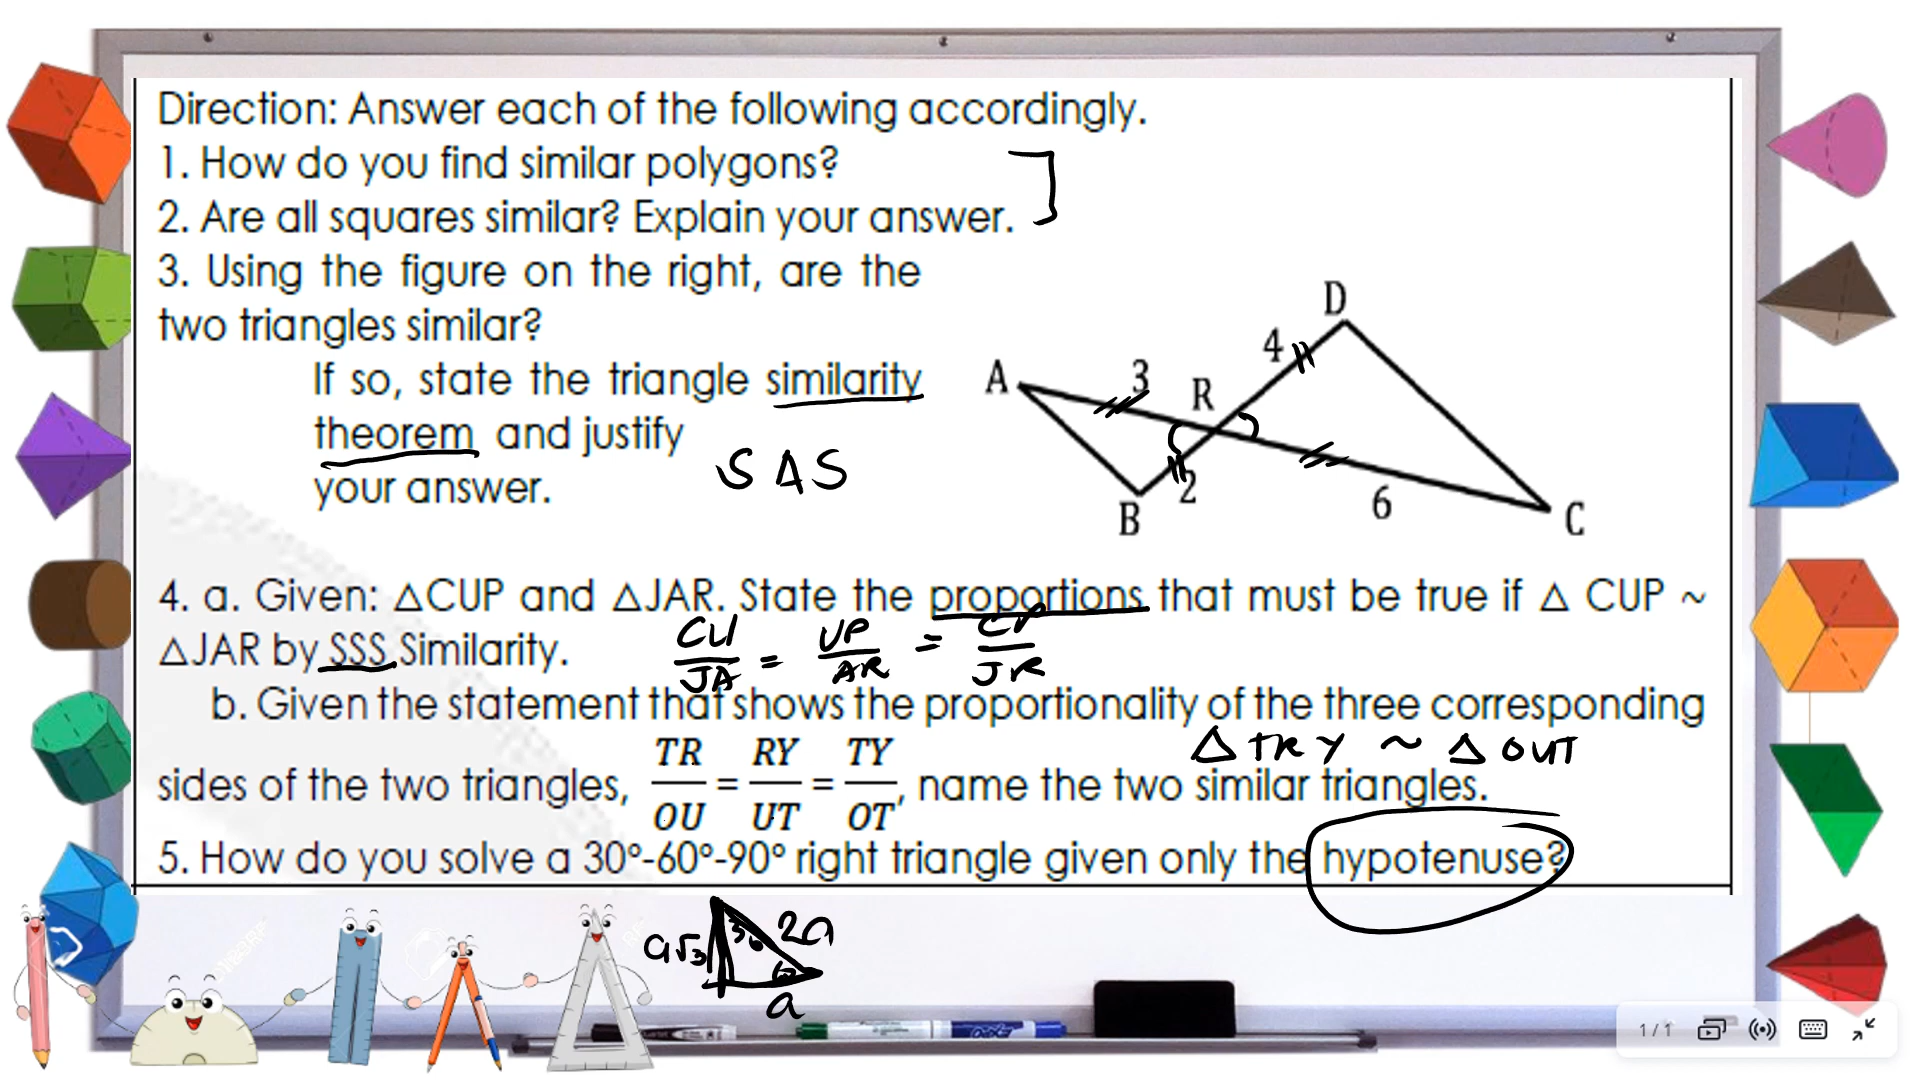 Direction: Answer each of the following accordingly.
1. How do you find similar polygons?
2. Are all squares similar? Explain your answer.
3. Using the figure on the right, are the
two triangles similar?
If so, state the triangle similarity
theorem and justify
your answer.
SAS
D
4
A
3
R
B
2
6
C
4. a. Given: △CUP and △JAR. State the proportions that must be true if △ CUP ~
△JAR by SSS Similarity.
CU/JA = UP/AR = CP/JR
b. Given the statement that shows the proportionality of the three corresponding
△ TRY ~ △ OUT
sides of the two triangles, TR/OU = RY/UT = TY/OT, name the two similar triangles.
5. How do you solve a 30°-60°-90° right triangle given only the hypotenuse?
a√3
30
2a
a
1/1